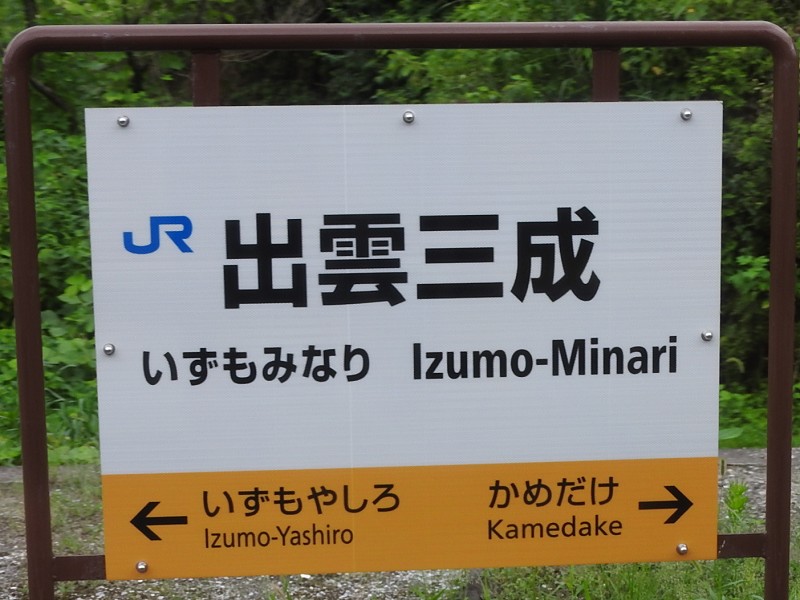 JR 出雲三成
いずもみなり Izumo-Minari
← いずもやしろ かめだけ →
Izumo-Yashiro Kamedake